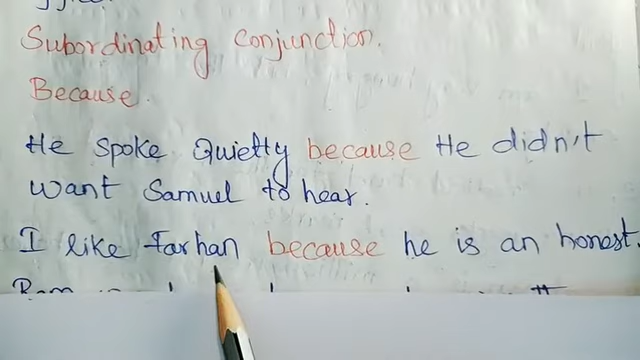 Subordinating Conjunction.
Because.
He spoke Quietly because He didn't
want Samuel to hear.
I like Farhan because he is an honest.